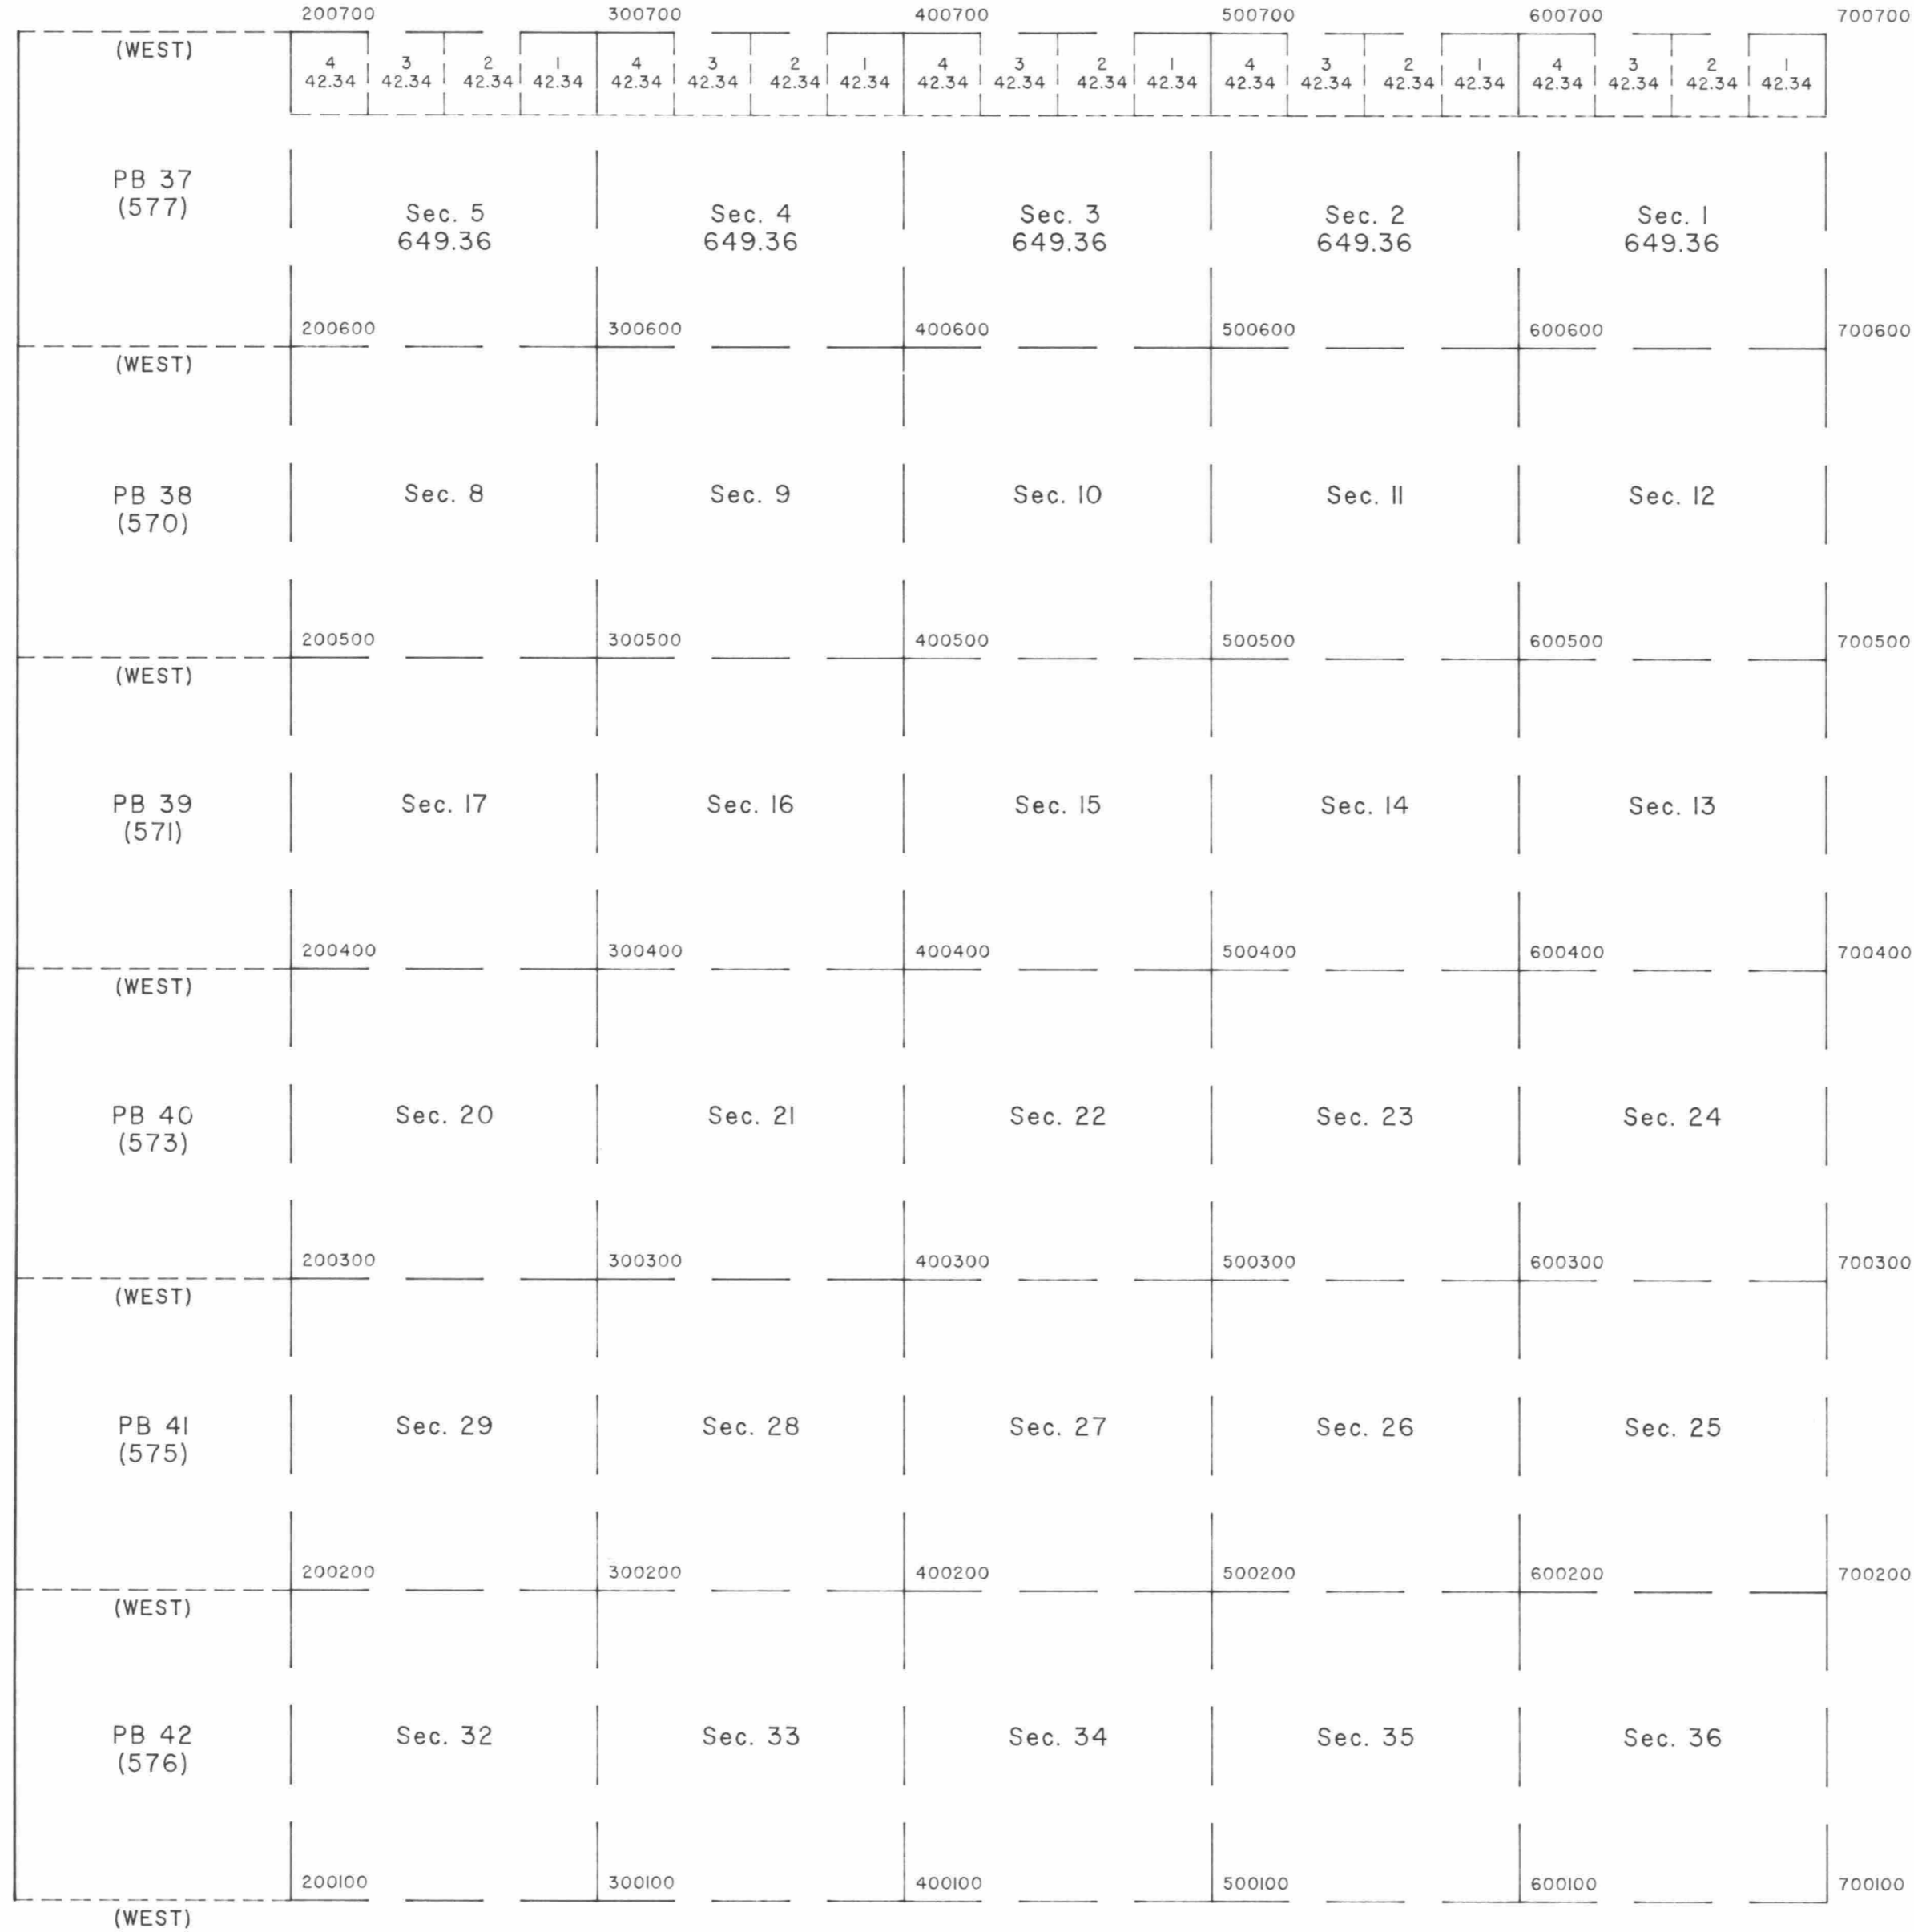 200700 300700 400700 500700 600700 700700
(WEST)
4 3 2 1 4 3 2 1 4 3 2 1 4 3 2 1 4 3 2 1
42.34 42.34 42.34 42.34 42.34 42.34 42.34 42.34 42.34 42.34 42.34 42.34 42.34 42.34 42.34 42.34 42.34 42.34 42.34 42.34
PB 37
(577)
Sec. 5 Sec. 4 Sec. 3 Sec. 2 Sec. 1
649.36 649.36 649.36 649.36 649.36
200600 300600 400600 500600 600600 700600
(WEST)
PB 38 Sec. 8 Sec. 9 Sec. 10 Sec. 11 Sec. 12
(570)
200500 300500 400500 500500 600500 700500
(WEST)
PB 39 Sec. 17 Sec. 16 Sec. 15 Sec. 14 Sec. 13
(571)
200400 300400 400400 500400 600400 700400
(WEST)
PB 40 Sec. 20 Sec. 21 Sec. 22 Sec. 23 Sec. 24
(573)
200300 300300 400300 500300 600300 700300
(WEST)
PB 41 Sec. 29 Sec. 28 Sec. 27 Sec. 26 Sec. 25
(575)
200200 300200 400200 500200 600200 700200
(WEST)
PB 42 Sec. 32 Sec. 33 Sec. 34 Sec. 35 Sec. 36
(576)
200100 300100 400100 500100 600100 700100
(WEST)